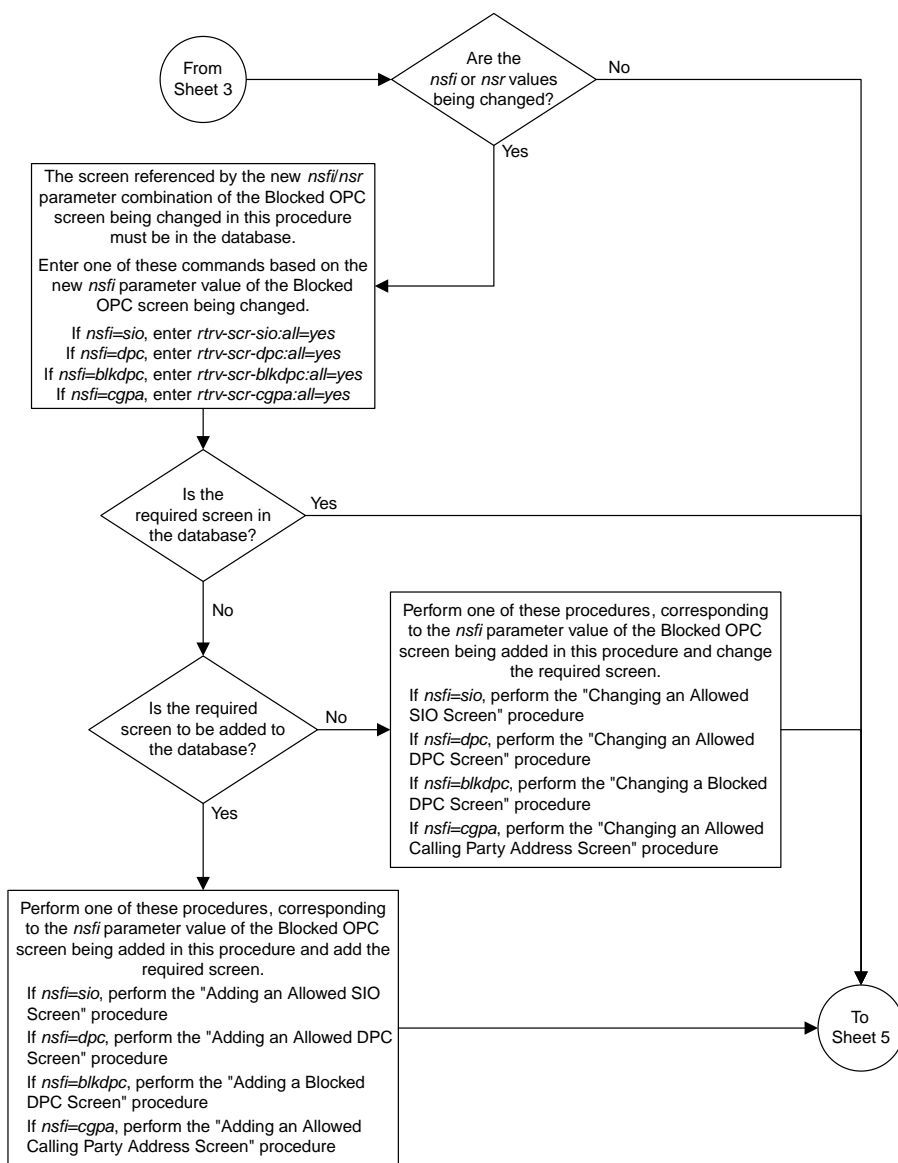 From
Sheet 3
Are the
nsfi or nsr values
being changed?
No
Yes
The screen referenced by the new nsfi/nsr
parameter combination of the Blocked OPC
screen being changed in this procedure
must be in the database.
Enter one of these commands based on the
new nsfi parameter value of the Blocked
OPC screen being changed.
If nsfi=sio, enter rtrv-scr-sio:all=yes
If nsfi=dpc, enter rtrv-scr-dpc:all=yes
If nsfi=blkdpc, enter rtrv-scr-blkdpc:all=yes
If nsfi=cgpa, enter rtrv-scr-cgpa:all=yes
Is the
required screen in
the database?
Yes
No
Is the required
screen to be added to
the database?
No
Yes
Perform one of these procedures, corresponding
to the nsfi parameter value of the Blocked OPC
screen being added in this procedure and change
the required screen.
If nsfi=sio, perform the "Changing an Allowed
SIO Screen" procedure
If nsfi=dpc, perform the "Changing an Allowed
DPC Screen" procedure
If nsfi=blkdpc, perform the "Changing a Blocked
DPC Screen" procedure
If nsfi=cgpa, perform the "Changing an Allowed
Calling Party Address Screen" procedure
Perform one of these procedures, corresponding
to the nsfi parameter value of the Blocked OPC
screen being added in this procedure and add the
required screen.
If nsfi=sio, perform the "Adding an Allowed SIO
Screen" procedure
If nsfi=dpc, perform the "Adding an Allowed DPC
Screen" procedure
If nsfi=blkdpc, perform the "Adding a Blocked
DPC Screen" procedure
If nsfi=cgpa, perform the "Adding an Allowed
Calling Party Address Screen" procedure
To
Sheet 5